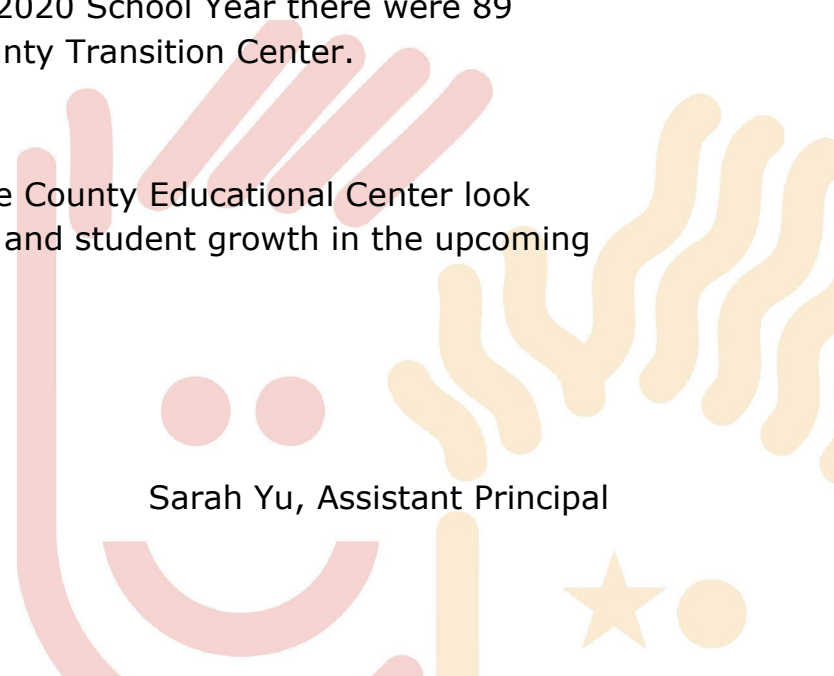 2020 School Year there were 89
nty Transition Center.
e County Educational Center look
and student growth in the upcoming
Sarah Yu, Assistant Principal